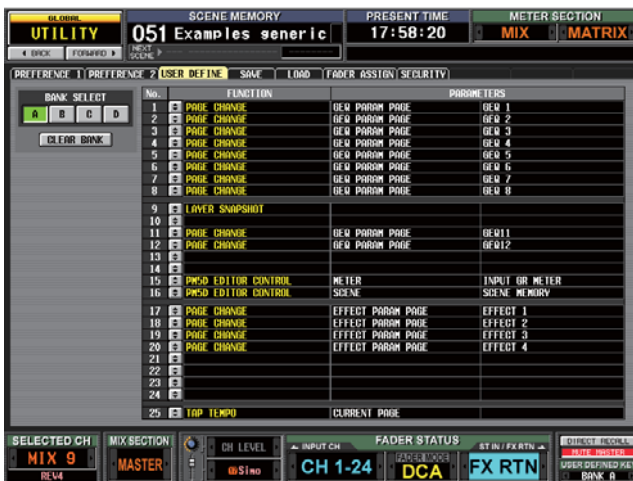 GLOBAL
UTILITY
BACK FORWARD
SCENE MEMORY
051 Examples generic
NEXT SCENE
PRESENT TIME
17:58:20
METER SECTION
MIX MATRIX
PREFERENCE 1 PREFERENCE 2 USER DEFINE SAVE LOAD FADER ASSIGN SECURITY
BANK SELECT
A B C D
CLEAR BANK
No. FUNCTION PARAMETERS
1 PAGE CHANGE GEQ PARAM PAGE GEQ 1
2 PAGE CHANGE GEQ PARAM PAGE GEQ 2
3 PAGE CHANGE GEQ PARAM PAGE GEQ 3
4 PAGE CHANGE GEQ PARAM PAGE GEQ 4
5 PAGE CHANGE GEQ PARAM PAGE GEQ 5
6 PAGE CHANGE GEQ PARAM PAGE GEQ 6
7 PAGE CHANGE GEQ PARAM PAGE GEQ 7
8 PAGE CHANGE GEQ PARAM PAGE GEQ 8
9 LAYER SNAPSHOT
10
11 PAGE CHANGE GEQ PARAM PAGE GEQ11
12 PAGE CHANGE GEQ PARAM PAGE GEQ12
13
14
15 PM5D EDITOR CONTROL METER INPUT GR METER
16 PM5D EDITOR CONTROL SCENE SCENE MEMORY
17 PAGE CHANGE EFFECT PARAM PAGE EFFECT 1
18 PAGE CHANGE EFFECT PARAM PAGE EFFECT 2
19 PAGE CHANGE EFFECT PARAM PAGE EFFECT 3
20 PAGE CHANGE EFFECT PARAM PAGE EFFECT 4
21
22
23
24
25 TAP TEMPO CURRENT PAGE
SELECTED CH
MIX 9
REV4
MIX SECTION
MASTER
CH LEVEL
Simo
FADER STATUS
INPUT CH
CH 1-24
FADER MODE
DCA
ST IN / FX RTN
FX RTN
DIRECT RECALL
MUTE MASTER
USER DEFINED KEY
BANK A